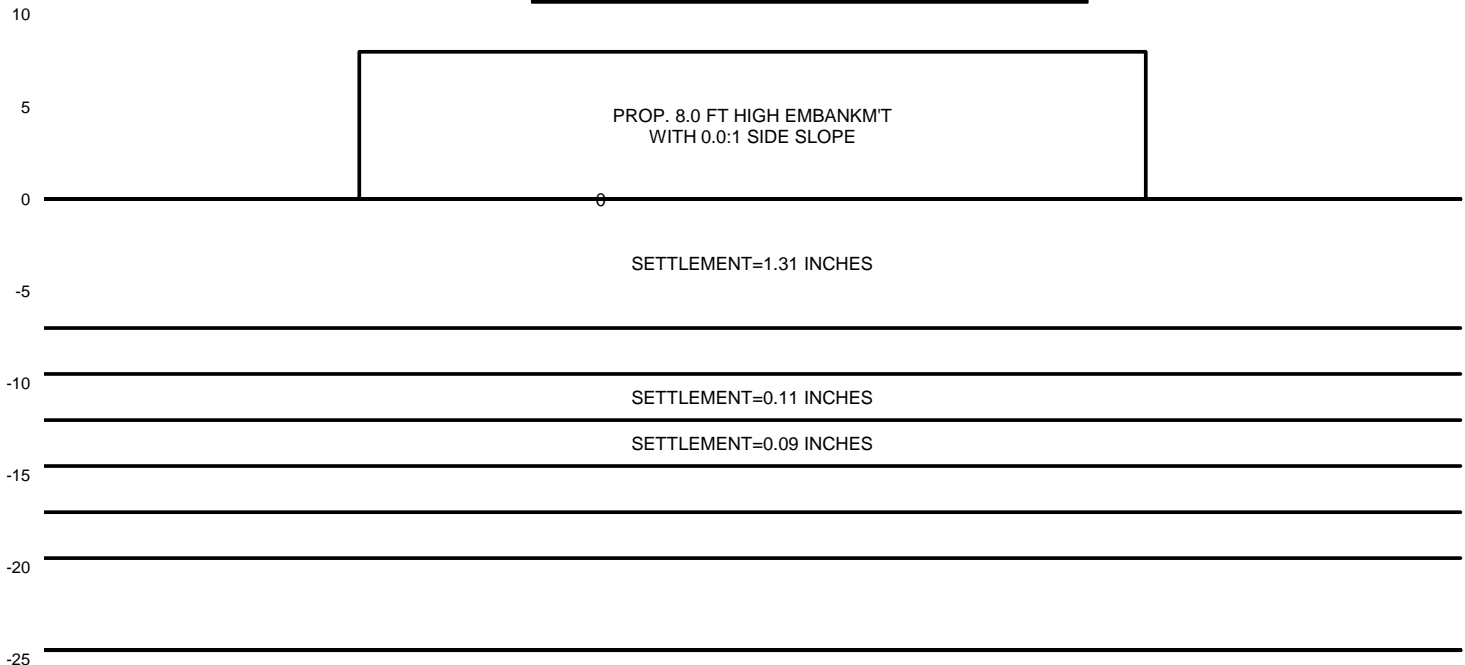 10
5
PROP. 8.0 FT HIGH EMBANKM'T
WITH 0.0:1 SIDE SLOPE
0
0
SETTLEMENT=1.31 INCHES
-5
-10
SETTLEMENT=0.11 INCHES
SETTLEMENT=0.09 INCHES
-15
-20
-25